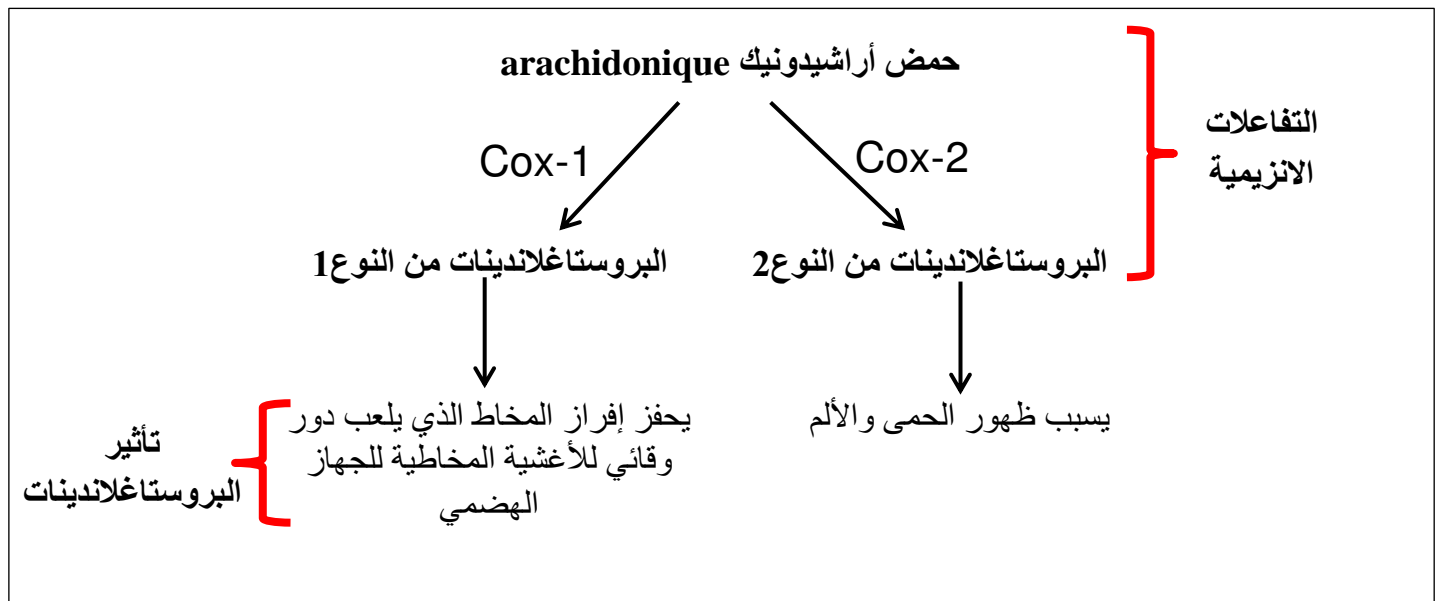 حمض أراشيدونيك arachidonique
التفاعلات
الانزيمية
Cox-1
Cox-2
البروستاغلاندينات من النوع1
البروستاغلاندينات من النوع2
يحفز إفراز المخاط الذي يلعب دور
وقائي للأغشية المخاطية للجهاز
الهضمي
يسبب ظهور الحمى والألم
تأثير
البروستاغلاندينات